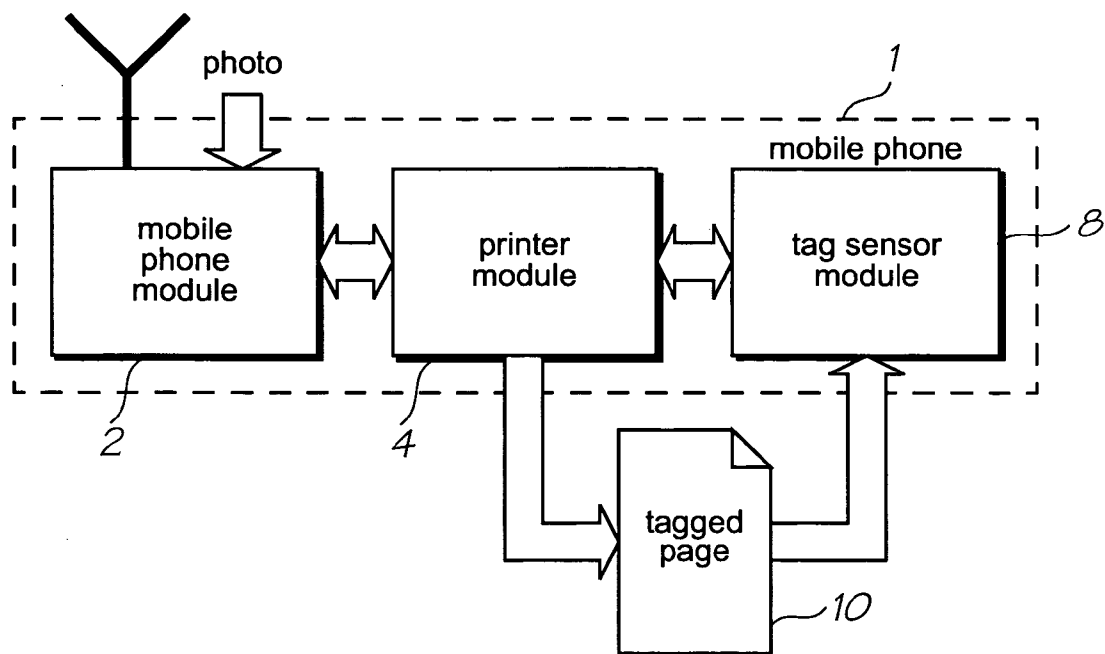 photo
1
mobile phone
mobile
phone
module
printer
module
tag sensor
module
8
2
4
tagged
page
10